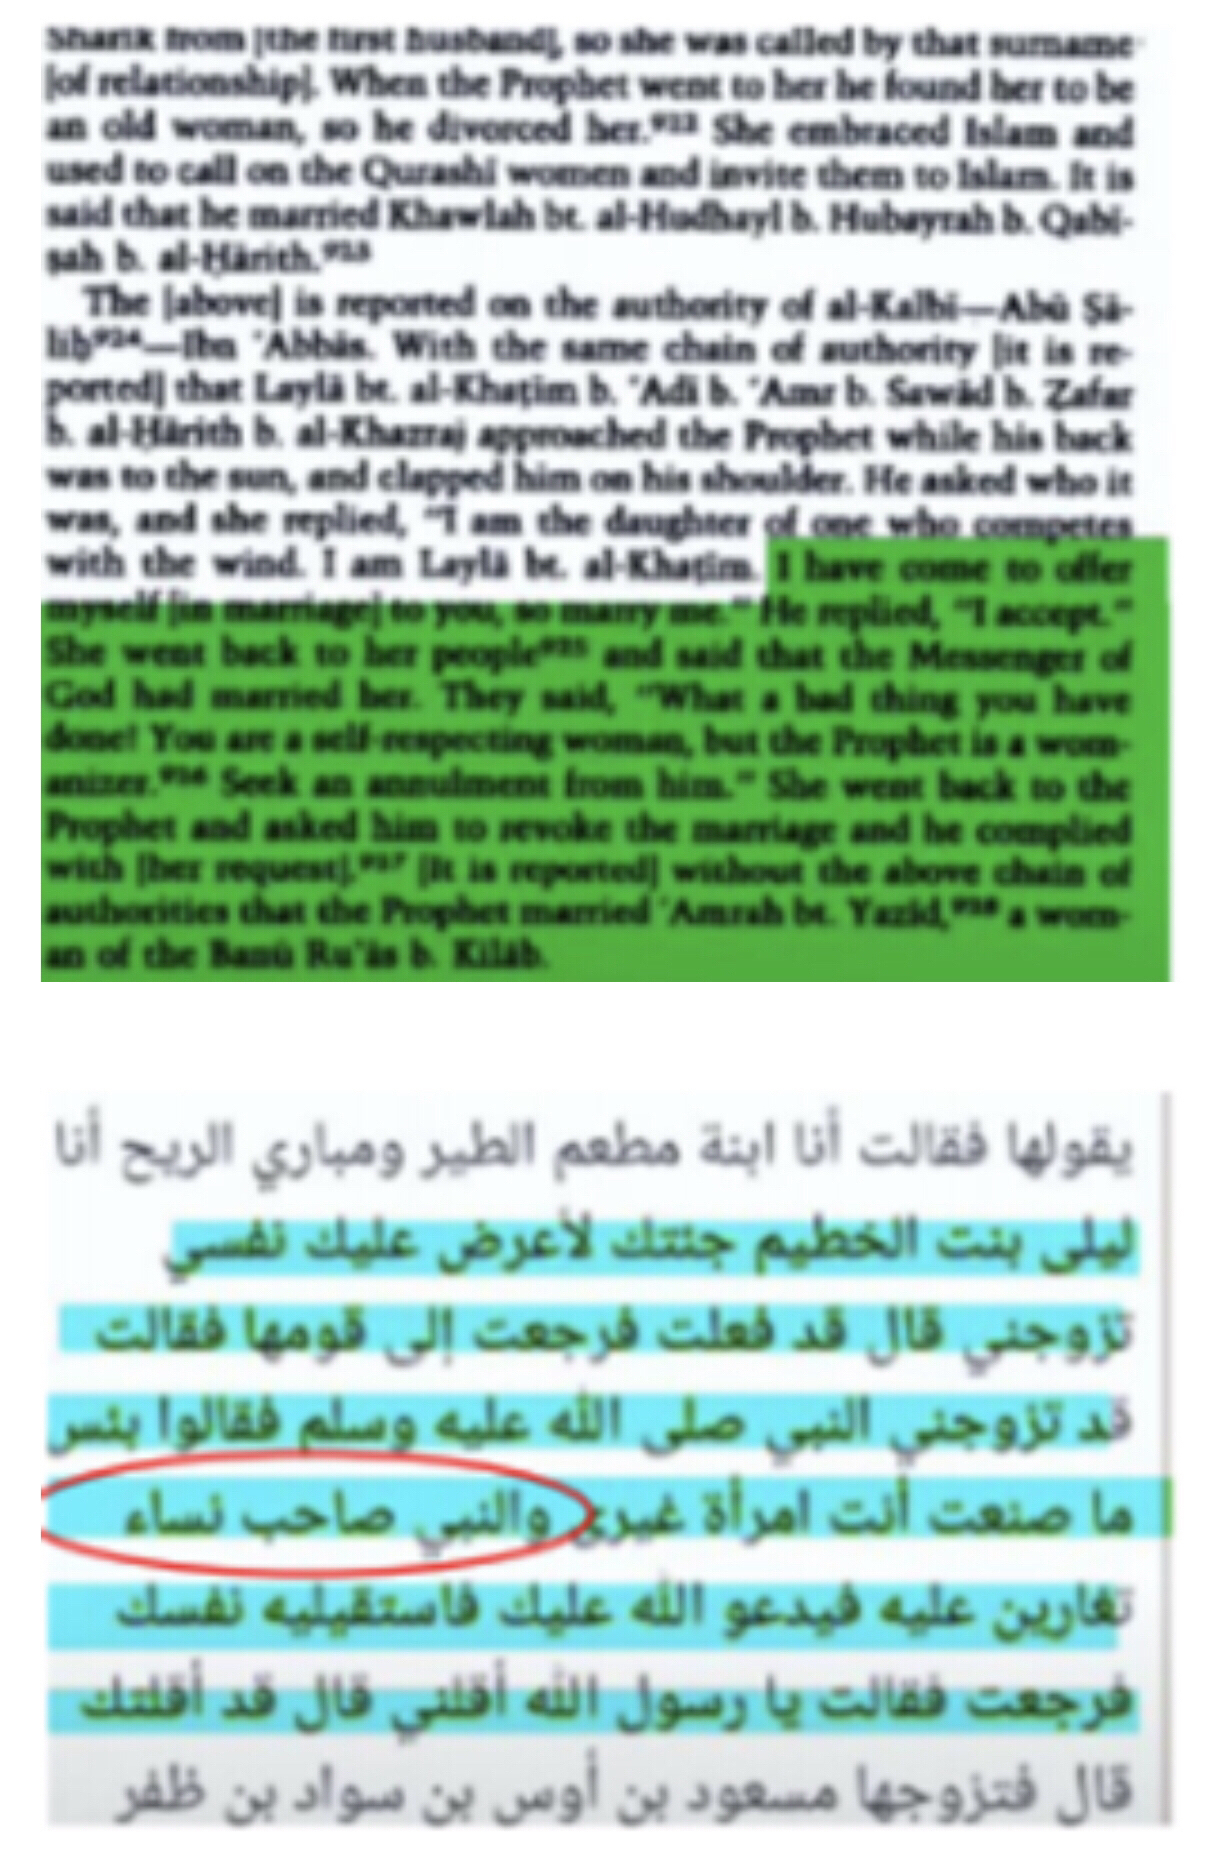 Sharīk from [the first husband], so she was called by that surname
[of relationship]. When the Prophet went to her he found her to be
an old woman, so he divorced her.⁹²² She embraced Islam and
used to call on the Qurashī women and invite them to Islam. It is
said that he married Khawlah bt. al-Hudhayl b. Hubayrah b. Qabī-
ṣah b. al-Ḥārith.⁹²³
The [above] is reported on the authority of al-Kalbī—Abū Ṣā-
liḥ⁹²⁴—Ibn ʿAbbās. With the same chain of authority [it is re-
ported] that Laylā bt. al-Khaṭīm b. ʿAdī b. ʿAmr b. Sawād b. Ẓafar
b. al-Ḥārith b. al-Khazraj approached the Prophet while his back
was to the sun, and clapped him on his shoulder. He asked who it
was, and she replied, "I am the daughter of one who competes
with the wind. I am Laylā bt. al-Khaṭīm. I have come to offer
myself [in marriage] to you, so marry me." He replied, "I accept."
She went back to her people⁹²⁵ and said that the Messenger of
God had married her. They said, "What a bad thing you have
done! You are a self-respecting woman, but the Prophet is a wom-
anizer.⁹²⁶ Seek an annulment from him." She went back to the
Prophet and asked him to revoke the marriage and he complied
with [her request].⁹²⁷ [It is reported] without the above chain of
authorities that the Prophet married ʿAmrah bt. Yazīd,⁹²⁸ a wom-
an of the Banū Ruʾās b. Kilāb.
يقولها فقالت أنا ابنة مطعم الطير ومباري الريح أنا
ليلى بنت الخطيم جئتك لأعرض عليك نفسي
تزوجني قال قد فعلت فرجعت إلى قومها فقالت
قد تزوجني النبي صلى الله عليه وسلم فقالوا بئس
ما صنعت أنت امرأة غيرى والنبي صاحب نساء
تغارين عليه فيدعو الله عليك فاستقيليه نفسك
فرجعت فقالت يا رسول الله أقلني قال قد أقلتك
قال فتزوجها مسعود بن أوس بن سواد بن ظفر